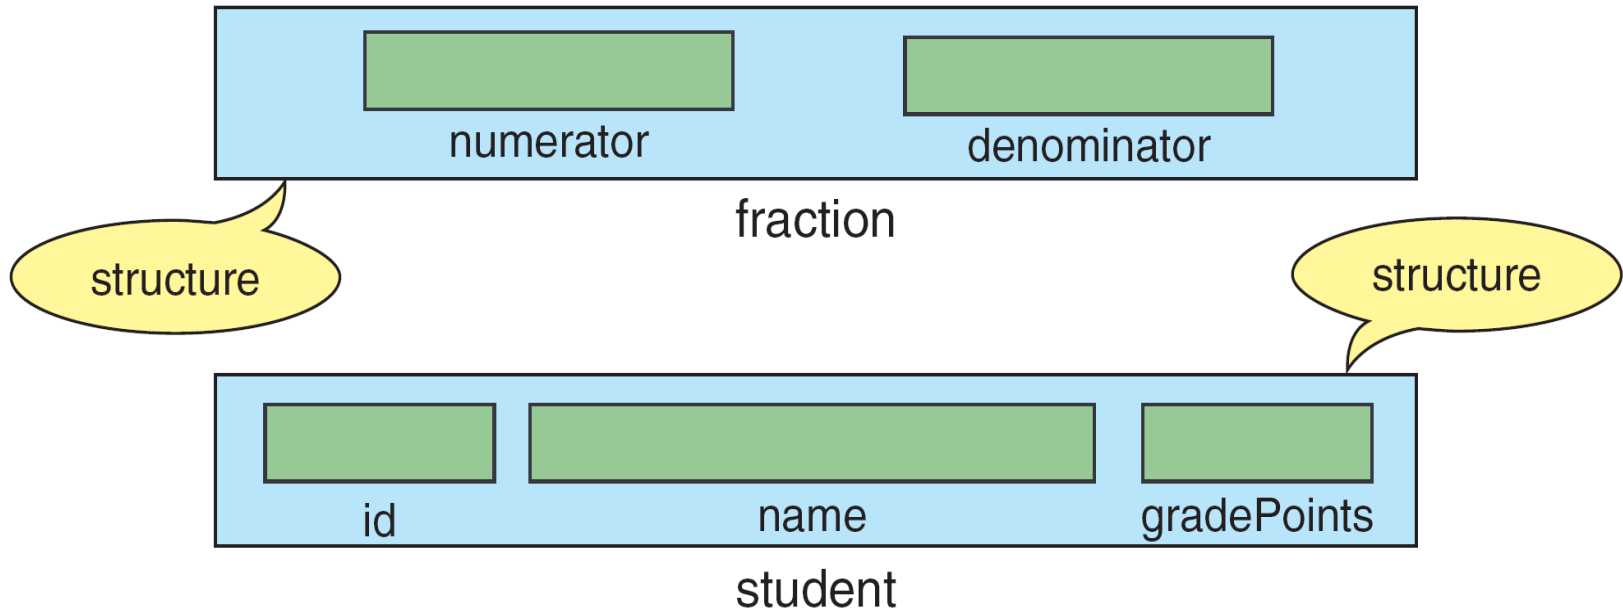 numerator
denominator
fraction
structure
structure
id
name
gradePoints
student